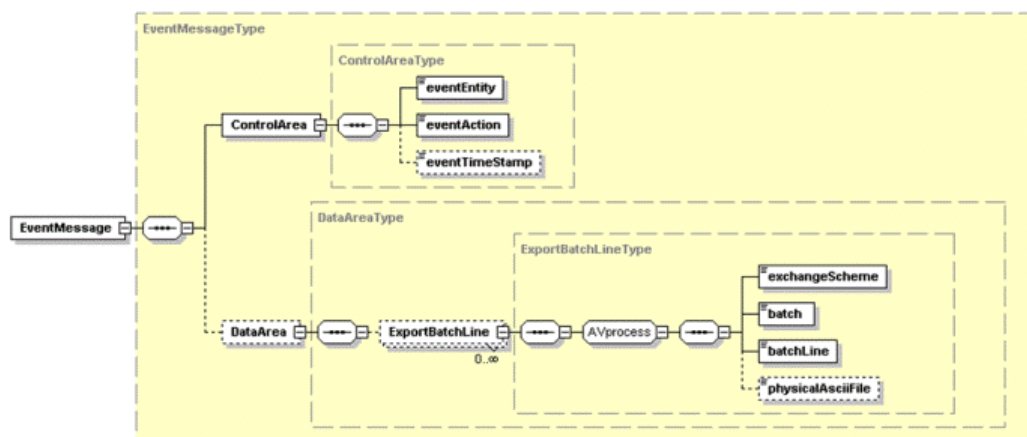 EventMessageType
ControlAreaType
eventEntity
ControlArea
eventAction
eventTimeStamp
EventMessage
DataAreaType
ExportBatchLineType
exchangeScheme
batch
DataArea
ExportBatchLine
AVprocess
batchLine
0..∞
physicalAsciiFile